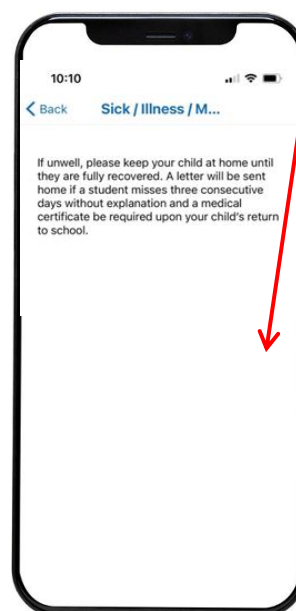 10:10
Back Sick / Illness / M...
If unwell, please keep your child at home until
they are fully recovered. A letter will be sent
home if a student misses three consecutive
days without explanation and a medical
certificate be required upon your child's return
to school.